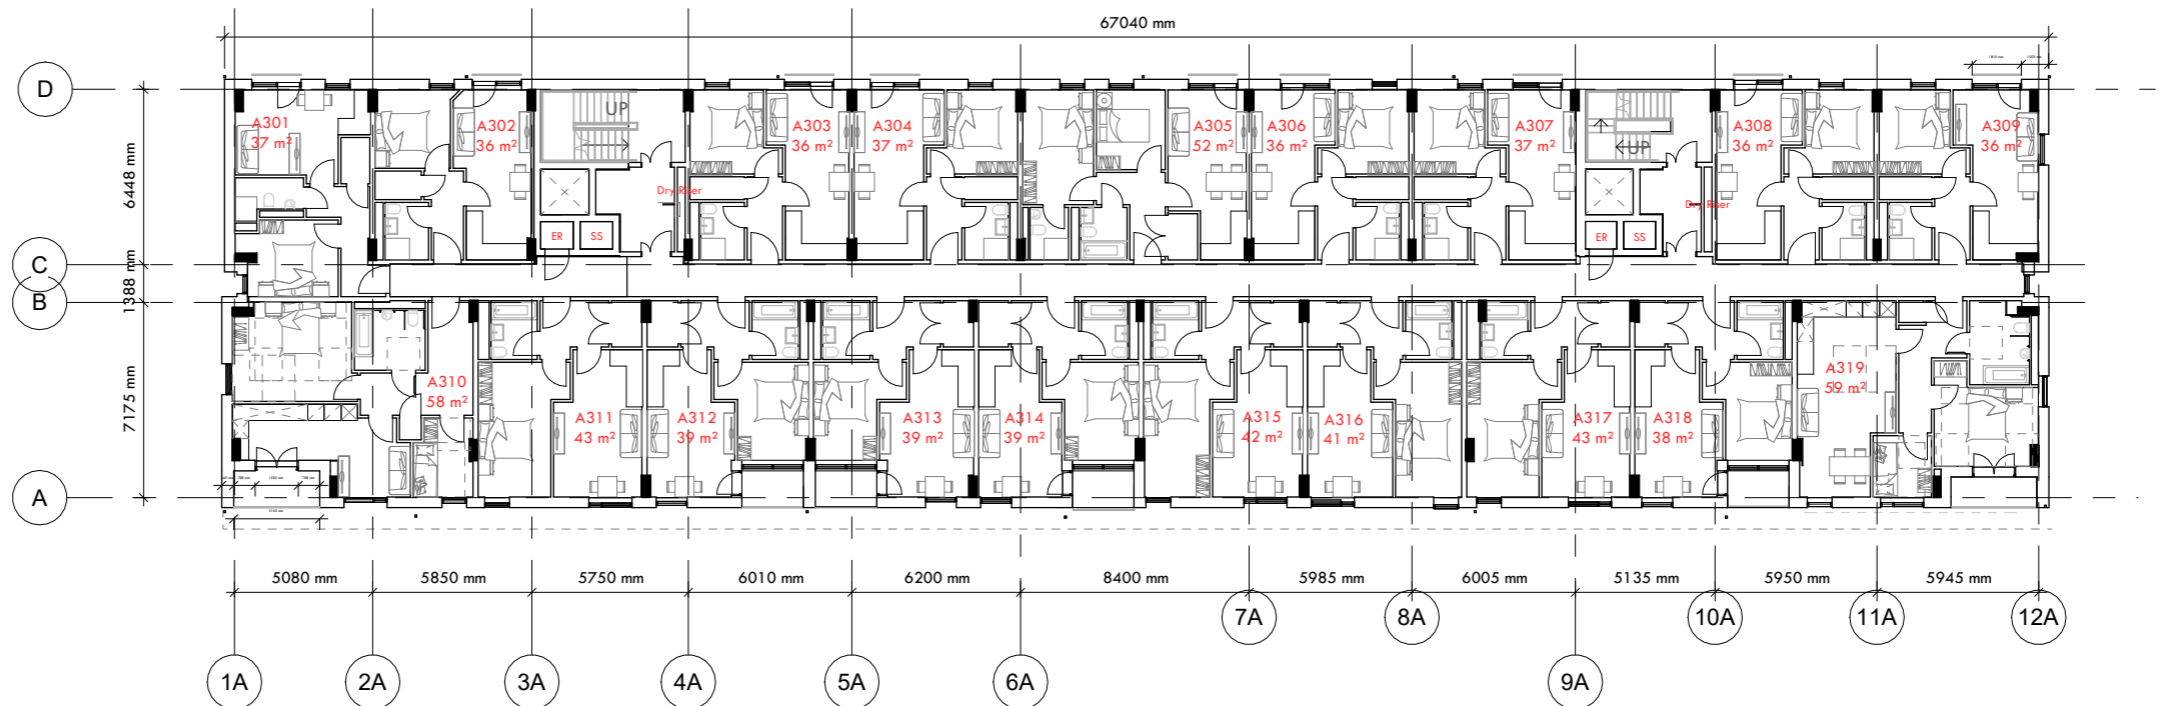 67040 mm
D
C
B
A
6448 mm
1388 mm
7175 mm
A301
37 m²
A302
36 m²
UP
Dry Riser
ER
SS
A303
36 m²
A304
37 m²
A305
52 m²
A306
36 m²
A307
37 m²
UP
Dry Riser
ER
SS
A308
36 m²
A309
36 m²
A310
58 m²
A311
43 m²
A312
39 m²
A313
39 m²
A314
39 m²
A315
42 m²
A316
41 m²
A317
43 m²
A318
38 m²
A319
59 m²
5080 mm
5850 mm
5750 mm
6010 mm
6200 mm
8400 mm
5985 mm
6005 mm
5135 mm
5950 mm
5945 mm
1A
2A
3A
4A
5A
6A
7A
8A
9A
10A
11A
12A